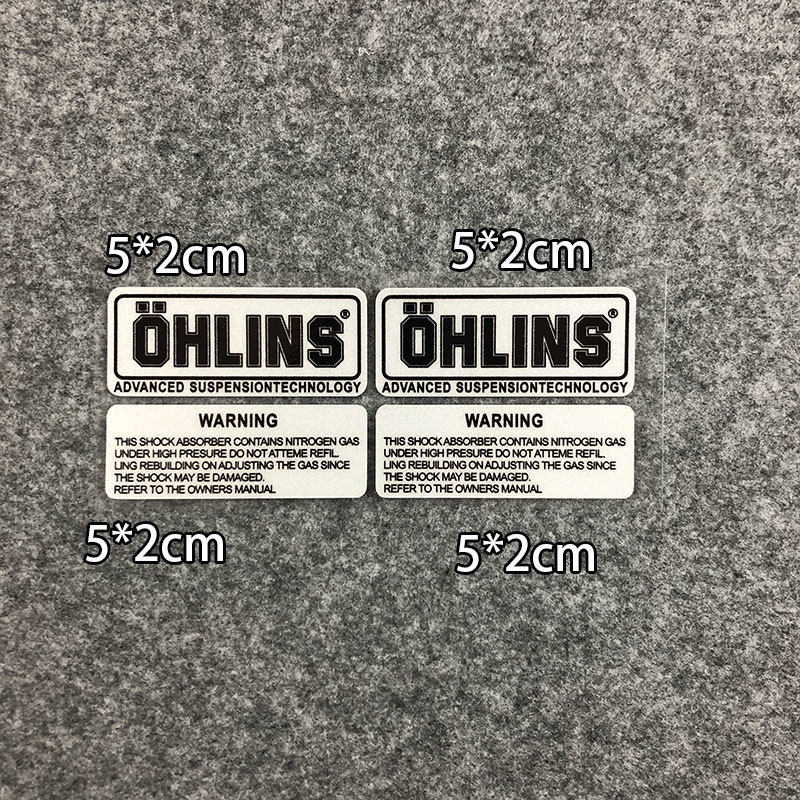 5*2cm
5*2cm
ÖHLINS®
ADVANCED SUSPENSIONTECHNOLOGY
ÖHLINS®
ADVANCED SUSPENSIONTECHNOLOGY
WARNING
THIS SHOCK ABSORBER CONTAINS NITROGEN GAS
UNDER HIGH PRESURE DO NOT ATTEME REFIL.
LING REBUILDING ON ADJUSTING THE GAS SINCE
THE SHOCK MAY BE DAMAGED.
REFER TO THE OWNERS MANUAL
WARNING
THIS SHOCK ABSORBER CONTAINS NITROGEN GAS
UNDER HIGH PRESURE DO NOT ATTEME REFIL.
LING REBUILDING ON ADJUSTING THE GAS SINCE
THE SHOCK MAY BE DAMAGED.
REFER TO THE OWNERS MANUAL
5*2cm
5*2cm